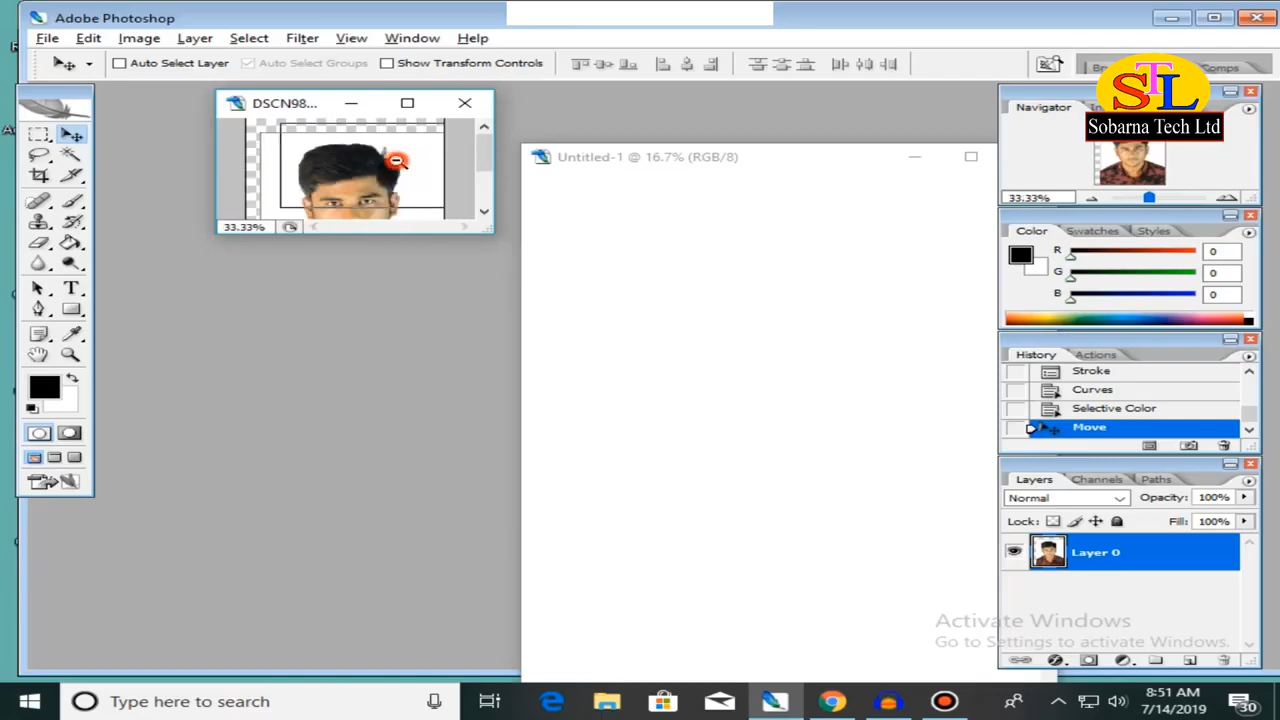 Adobe Photoshop
File Edit Image Layer Select Filter View Window Help
Auto Select Layer Auto Select Groups Show Transform Controls
Comps
STL
Sobarna Tech Ltd
DSCN98...
33.33%
Untitled-1 @ 16.7% (RGB/8)
Navigator
33.33%
Color Swatches Styles
R 0
G 0
B 0
History Actions
Stroke
Curves
Selective Color
Move
Layers Channels Paths
Normal Opacity: 100%
Lock: Fill: 100%
Layer 0
Activate Windows
Go to Settings to activate Windows.
Type here to search
8:51 AM
7/14/2019
30